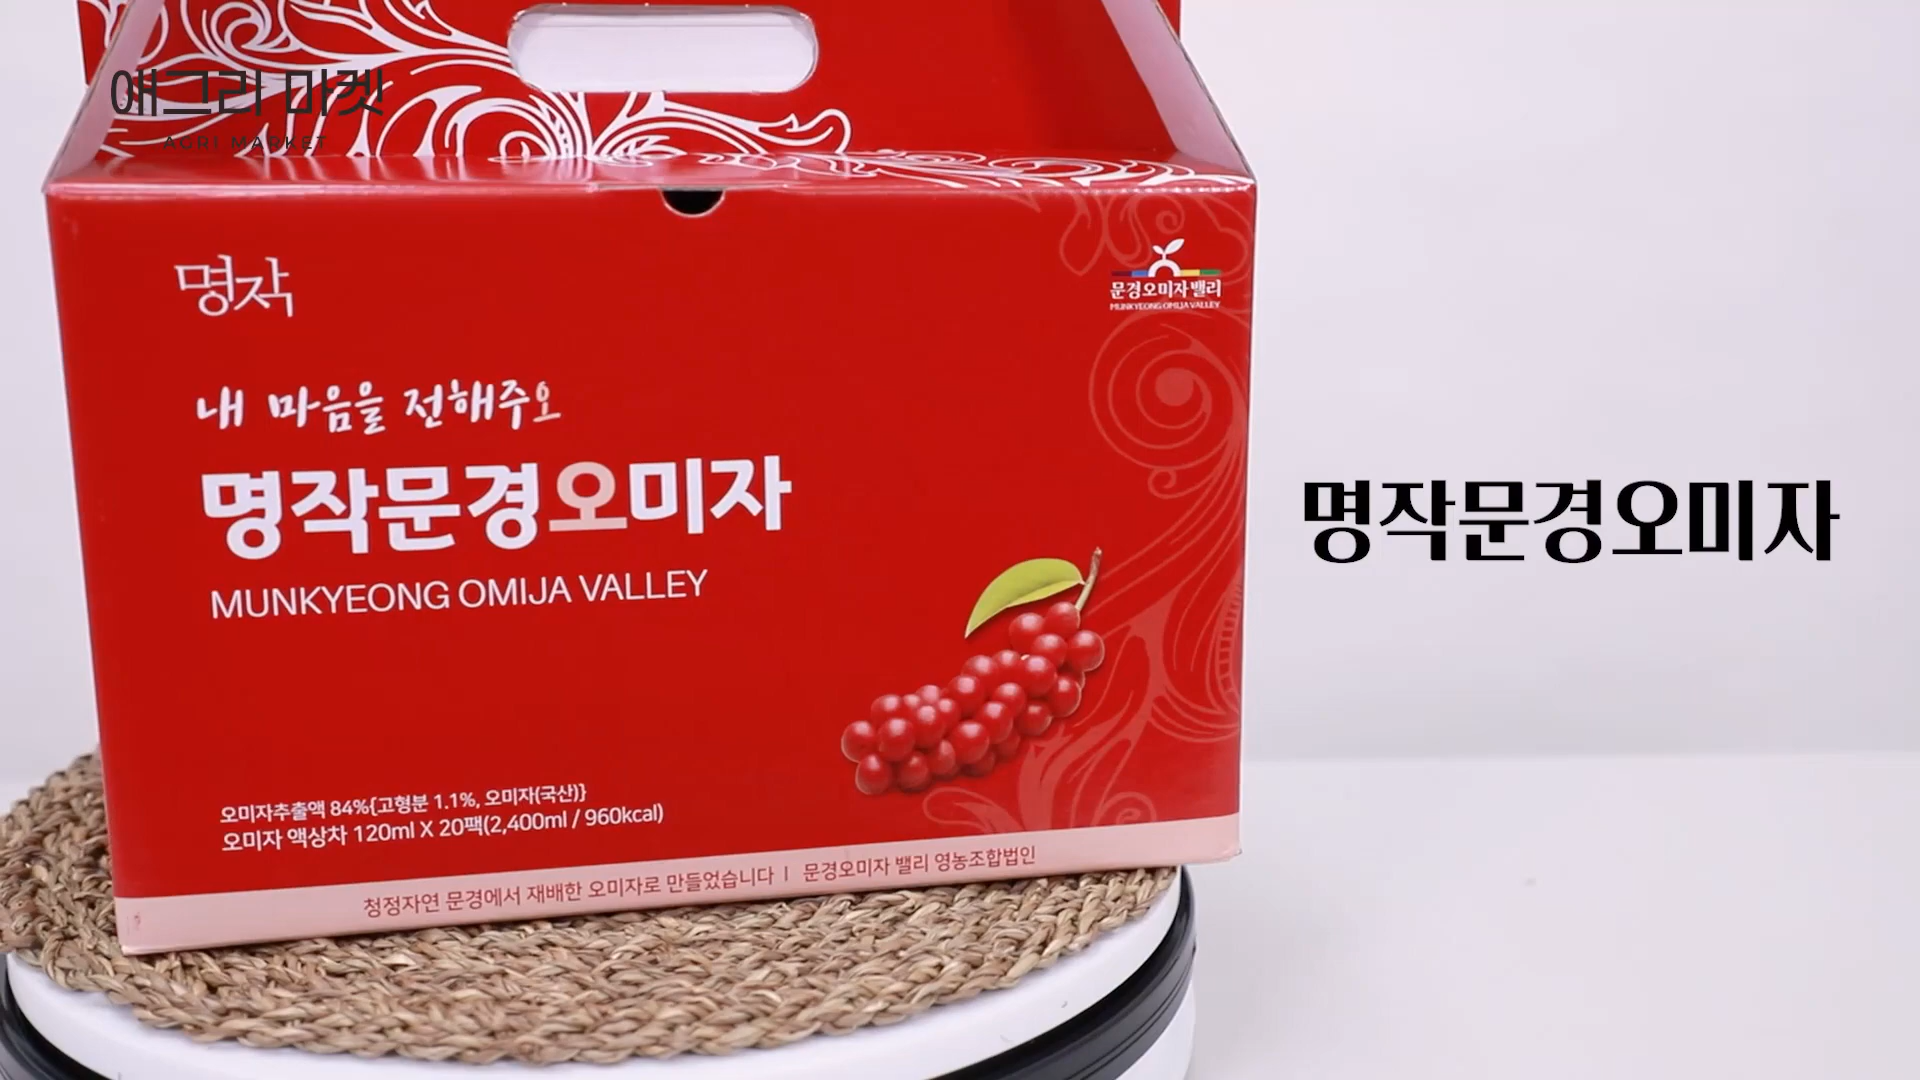 애그리 마켓
AGRI MARKET
명작
문경오미자밸리
MUNKYEONG OMIJA VALLEY
내 마음을 전해주오
명작문경오미자
MUNKYEONG OMIJA VALLEY
명작문경오미자
오미자추출액 84%{고형분 1.1%, 오미자(국산)}
오미자 액상차 120ml X 20팩(2,400ml / 960kcal)
청정자연 문경에서 재배한 오미자로 만들었습니다 | 문경오미자 밸리 영농조합법인